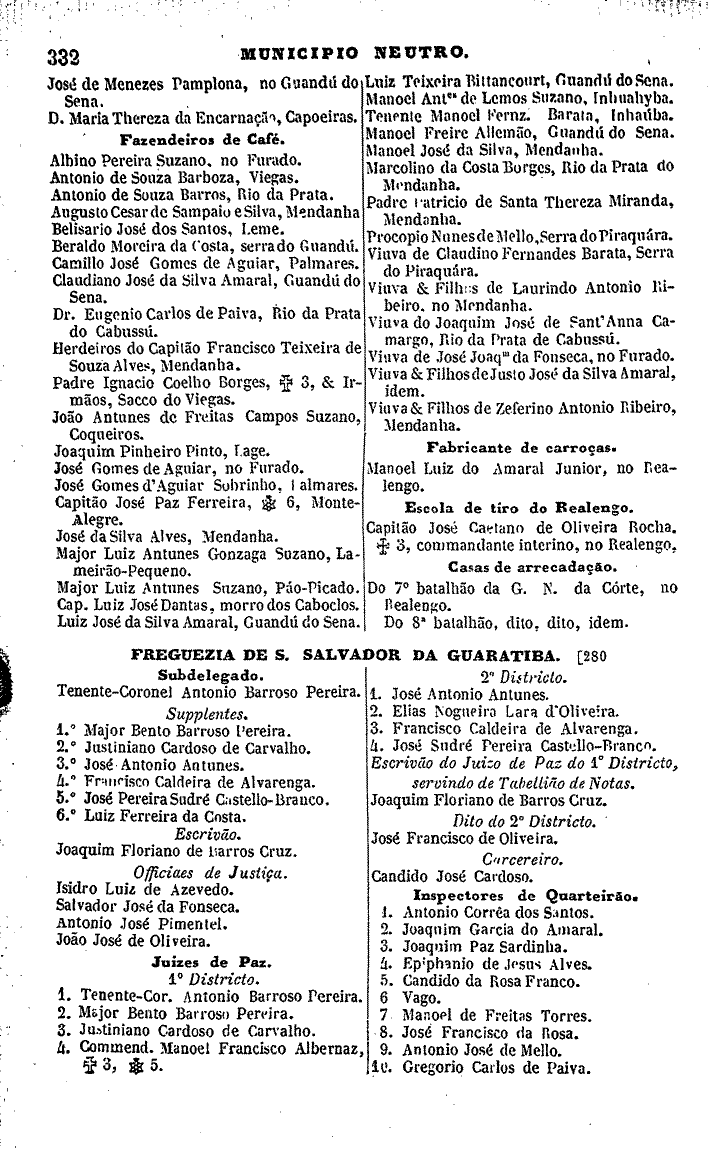 332
MUNICIPIO NEUTRO.
José de Menezes Pamplona, no Guandú do
Sena.
D. Maria Thereza da Encarnação, Capoeiras.
Fazendeiros de Café.
Albino Pereira Suzano, no Furado.
Antonio de Souza Barboza, Viegas.
Antonio de Souza Barros, Rio da Prata.
Augusto Cesar de Sampaio e Silva, Mendanha
Belisario José dos Santos, Leme.
Beraldo Moreira da Costa, serra do Guandú.
Camillo José Gomes de Aguiar, Palmares.
Claudiano José da Silva Amaral, Guandú do
Sena.
Dr. Eugenio Carlos de Paiva, Rio da Prata
do Cabussú.
Herdeiros do Capitão Francisco Teixeira de
Souza Alves, Mendanha.
Padre Ignacio Coelho Borges, ✠ 3, & Ir-
mãos, Sacco do Viegas.
João Antunes de Freitas Campos Suzano,
Coqueiros.
Joaquim Pinheiro Pinto, Lage.
José Gomes de Aguiar, no Furado.
José Gomes d'Aguiar Sobrinho, Palmares.
Capitão José Paz Ferreira, ✽ 6, Monte-
Alegre.
José da Silva Alves, Mendanha.
Major Luiz Antunes Gonzaga Suzano, La-
meirão-Pequeno.
Major Luiz Antunes Suzano, Páo-Picado.
Cap. Luiz José Dantas, morro dos Caboclos.
Luiz José da Silva Amaral, Guandú do Sena.
Luiz Teixeira Bittancourt, Guandú do Sena.
Manoel Antes de Lemos Suzano, Inhuahyba.
Tenente Manoel Fernz. Barata, Inhaúba.
Manoel Freire Allemão, Guandú do Sena.
Manoel José da Silva, Mendanha.
Marcolino da Costa Borges, Rio da Prata do
Mendanha.
Padre Patricio de Santa Thereza Miranda,
Mendanha.
Procopio Nunes de Mello, Serra do Piraquára.
Viuva de Claudino Fernandes Barata, Serra
do Piraquára.
Viuva & Filhos de Laurindo Antonio Ri-
beiro, no Mendanha.
Viuva do Joaquim José de Sant'Anna Ca-
margo, Rio da Prata de Cabussú.
Viuva de José Joaqm da Fonseca, no Furado.
Viuva & Filhos de Justo José da Silva Amaral,
idem.
Viuva & Filhos de Zeferino Antonio Ribeiro,
Mendanha.
Fabricante de carroças.
Manoel Luiz do Amaral Junior, no Rea-
lengo.
Escola de tiro do Realengo.
Capitão José Caetano de Oliveira Rocha.
✠ 3, commandante interino, no Realengo.
Casas de arrecadação.
Do 7º batalhão da G. N. da Côrte, no
Realengo.
Do 8ª batalhão, dito, dito, idem.
FREGUEZIA DE S. SALVADOR DA GUARATIBA. [280
Subdelegado.
Tenente-Coronel Antonio Barroso Pereira.
Supplentes.
1.º Major Bento Barroso Pereira.
2.º Justiniano Cardoso de Carvalho.
3.º José Antonio Antunes.
4.º Francisco Caldeira de Alvarenga.
5.º José Pereira Sudré Castello-Branco.
6.º Luiz Ferreira da Costa.
Escrivão.
Joaquim Floriano de Barros Cruz.
Officiaes de Justiça.
Isidro Luiz de Azevedo.
Salvador José da Fonseca.
Antonio José Pimentel.
João José de Oliveira.
Juizes de Paz.
1º Districto.
1. Tenente-Cor. Antonio Barroso Pereira.
2. Major Bento Barroso Pereira.
3. Justiniano Cardoso de Carvalho.
4. Commend. Manoel Francisco Albernaz,
✠ 3, ✽ 5.
2º Districto.
1. José Antonio Antunes.
2. Elias Nogueira Lara d'Oliveira.
3. Francisco Caldeira de Alvarenga.
4. José Sudré Pereira Castello-Branco.
Escrivão do Juizo de Paz do 1º Districto,
servindo de Tabellião de Notas.
Joaquim Floriano de Barros Cruz.
Dito do 2º Districto.
José Francisco de Oliveira.
Carcereiro.
Candido José Cardoso.
Inspectores de Quarteirão.
1. Antonio Corrêa dos Santos.
2. Joaquim Garcia do Amaral.
3. Joaquim Paz Sardinha.
4. Epiphanio de Jesus Alves.
5. Candido da Rosa Franco.
6 Vago.
7 Manoel de Freitas Torres.
8. José Francisco da Rosa.
9. Antonio José de Mello.
10. Gregorio Carlos de Paiva.